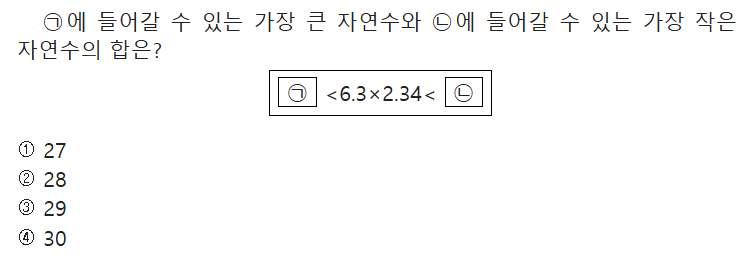 ㉠에 들어갈 수 있는 가장 큰 자연수와 ㉡에 들어갈 수 있는 가장 작은
자연수의 합은?
㉠ <6.3×2.34< ㉡
① 27
② 28
③ 29
④ 30